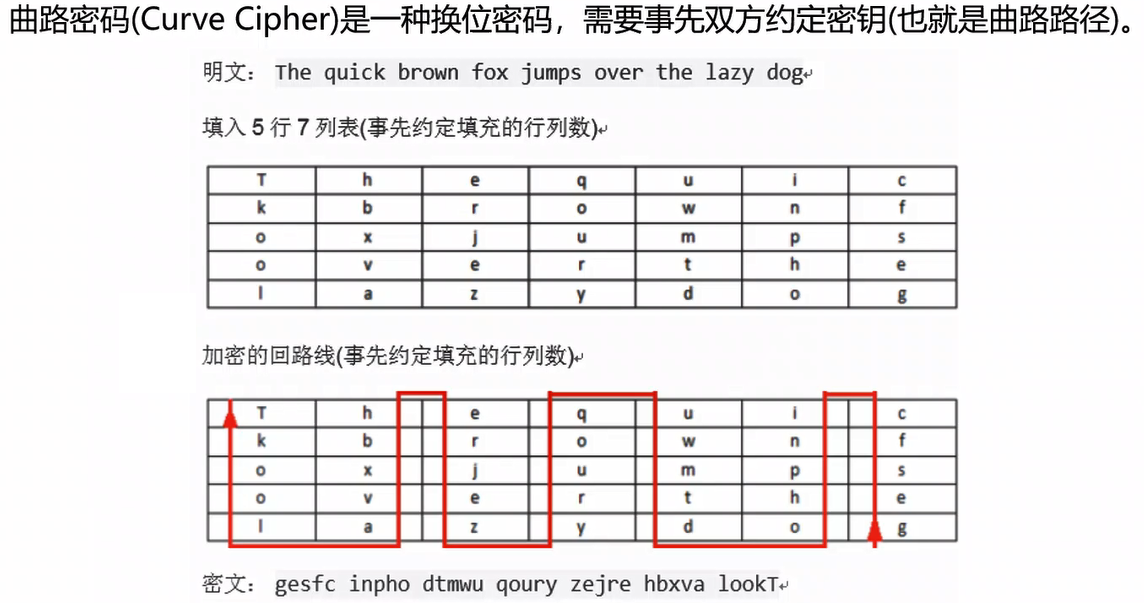 曲路密码(Curve Cipher)是一种换位密码，需要事先双方约定密钥(也就是曲路路径)。
明文： The quick brown fox jumps over the lazy dog↵
填入 5 行 7 列表(事先约定填充的行列数)↵
T h e q u i c
k b r o w n f
o x j u m p s
o v e r t h e
l a z y d o g
加密的回路线(事先约定填充的行列数)↵
T h e q u i c
k b r o w n f
o x j u m p s
o v e r t h e
l a z y d o g
密文： gesfc inpho dtmwu qoury zejre hbxva lookT↵